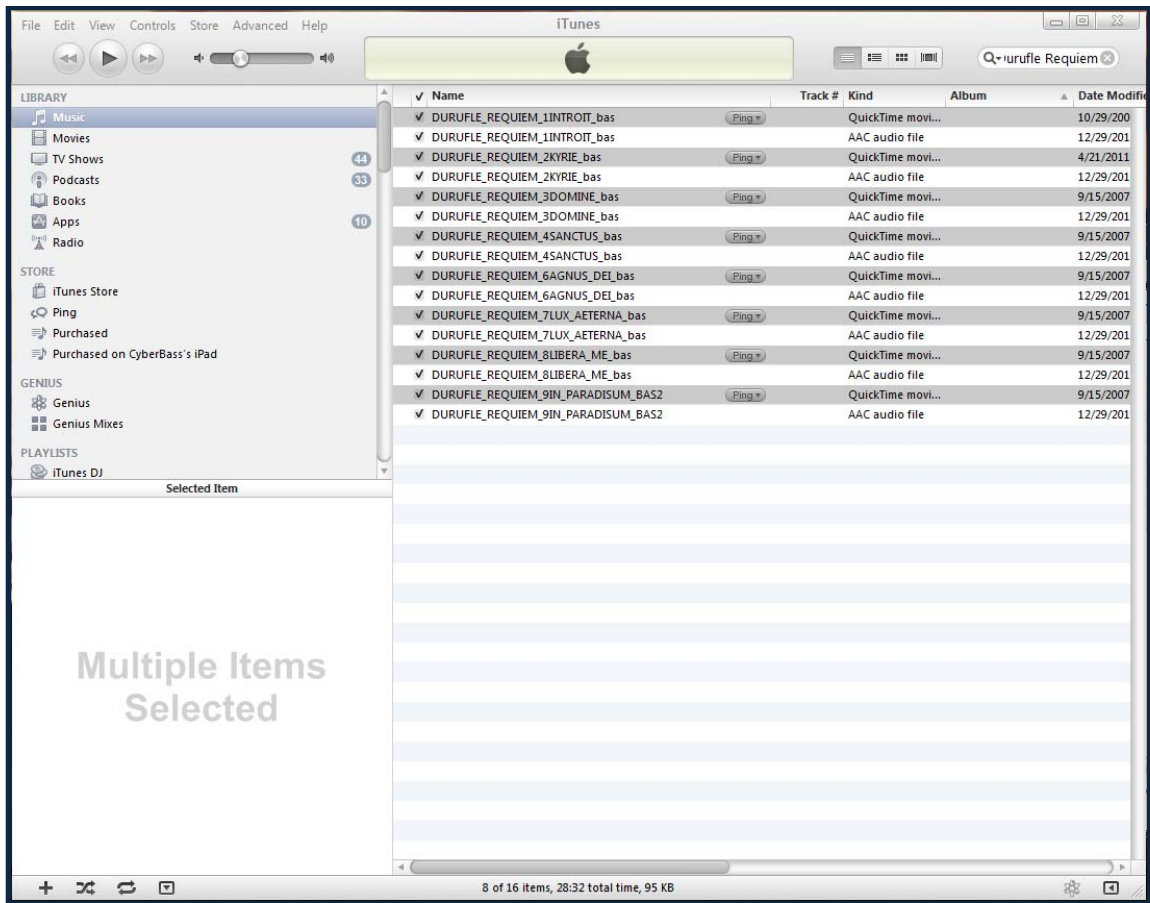 File Edit View Controls Store Advanced Help
iTunes
urufle Requiem
LIBRARY
Music
Movies
TV Shows 44
Podcasts 33
Books
Apps 10
Radio
STORE
iTunes Store
Ping
Purchased
Purchased on CyberBass's iPad
GENIUS
Genius
Genius Mixes
PLAYLISTS
iTunes DJ
Selected Item
Multiple Items
Selected
Name Track # Kind Album Date Modifie
DURUFLE_REQUIEM_1INTROIT_bas Ping QuickTime movi... 10/29/200
DURUFLE_REQUIEM_1INTROIT_bas AAC audio file 12/29/201
DURUFLE_REQUIEM_2KYRIE_bas Ping QuickTime movi... 4/21/2011
DURUFLE_REQUIEM_2KYRIE_bas AAC audio file 12/29/201
DURUFLE_REQUIEM_3DOMINE_bas Ping QuickTime movi... 9/15/2007
DURUFLE_REQUIEM_3DOMINE_bas AAC audio file 12/29/201
DURUFLE_REQUIEM_4SANCTUS_bas Ping QuickTime movi... 9/15/2007
DURUFLE_REQUIEM_4SANCTUS_bas AAC audio file 12/29/201
DURUFLE_REQUIEM_6AGNUS_DEI_bas Ping QuickTime movi... 9/15/2007
DURUFLE_REQUIEM_6AGNUS_DEI_bas AAC audio file 12/29/201
DURUFLE_REQUIEM_7LUX_AETERNA_bas Ping QuickTime movi... 9/15/2007
DURUFLE_REQUIEM_7LUX_AETERNA_bas AAC audio file 12/29/201
DURUFLE_REQUIEM_8LIBERA_ME_bas Ping QuickTime movi... 9/15/2007
DURUFLE_REQUIEM_8LIBERA_ME_bas AAC audio file 12/29/201
DURUFLE_REQUIEM_9IN_PARADISUM_BAS2 Ping QuickTime movi... 9/15/2007
DURUFLE_REQUIEM_9IN_PARADISUM_BAS2 AAC audio file 12/29/201
8 of 16 items, 28:32 total time, 95 KB